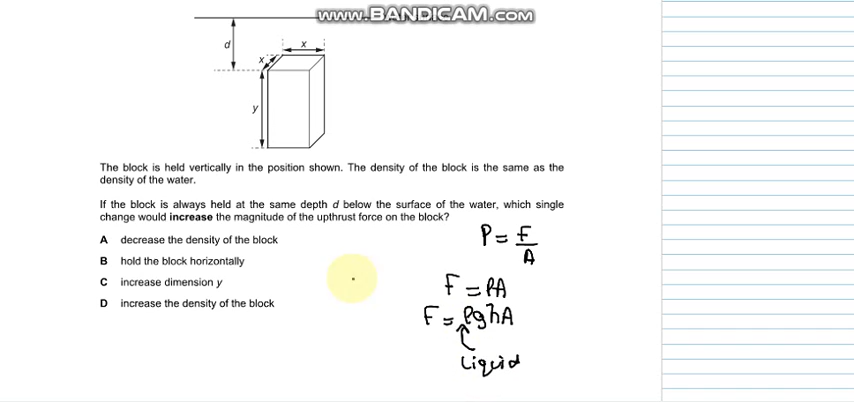 www.BANDICAM.com
d
x
x
y
The block is held vertically in the position shown. The density of the block is the same as the
density of the water.
If the block is always held at the same depth d below the surface of the water, which single
change would increase the magnitude of the upthrust force on the block?
A decrease the density of the block
B hold the block horizontally
C increase dimension y
D increase the density of the block
P = F/A
F = PA
F = ρghA
Liquid